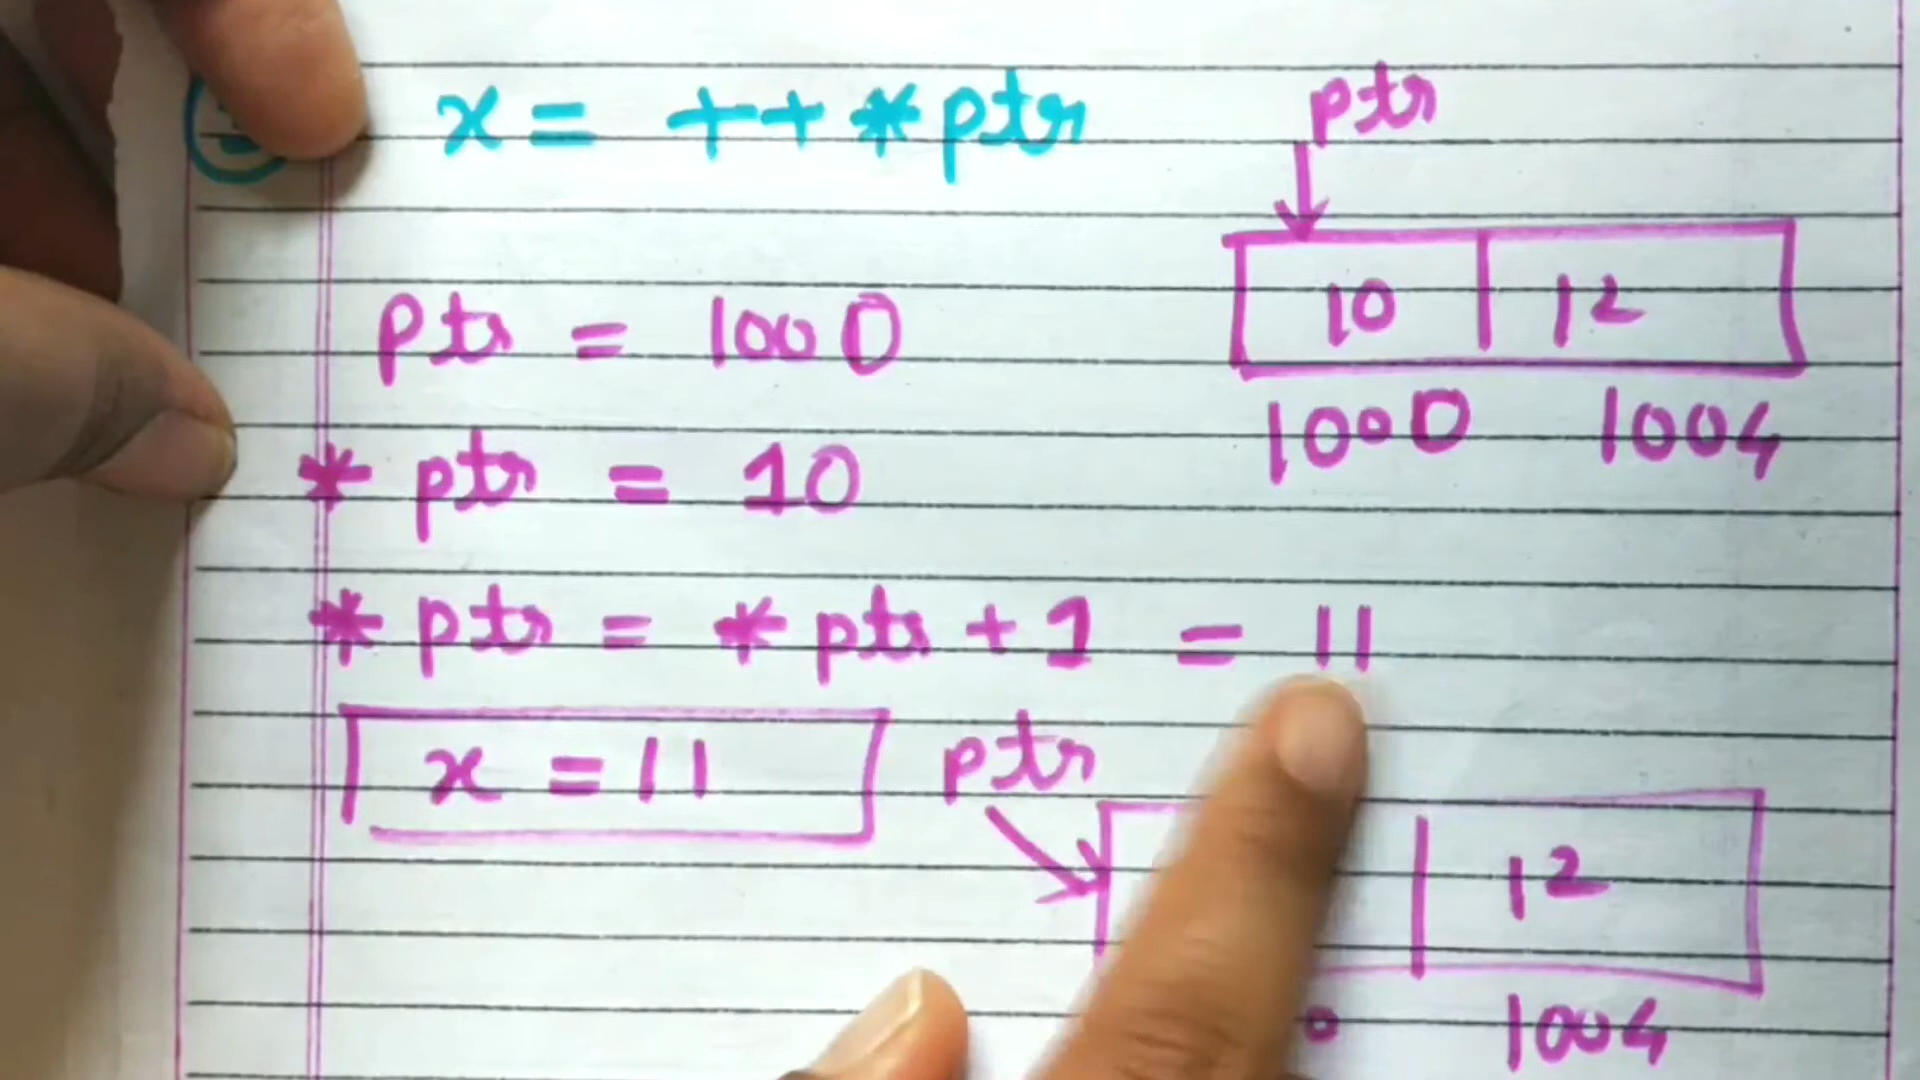 x = ++*ptr
ptr
10 12
1000 1004
Ptr = 1000
*ptr = 10
*ptr = *ptr + 1 = 11
x = 11
ptr
12
1004